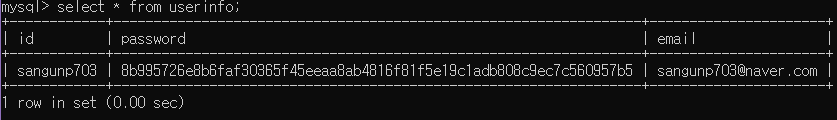 mysql> select * from userinfo;
+-----------+------------------------------------------------------------------+---------------------+
| id | password | email |
+-----------+------------------------------------------------------------------+---------------------+
| sangunp703 | 8b995726e8b6faf30365f45eeaa8ab4816f81f5e19c1adb808c9ec7c560957b5 | sangunp703@naver.com |
+-----------+------------------------------------------------------------------+---------------------+
1 row in set (0.00 sec)